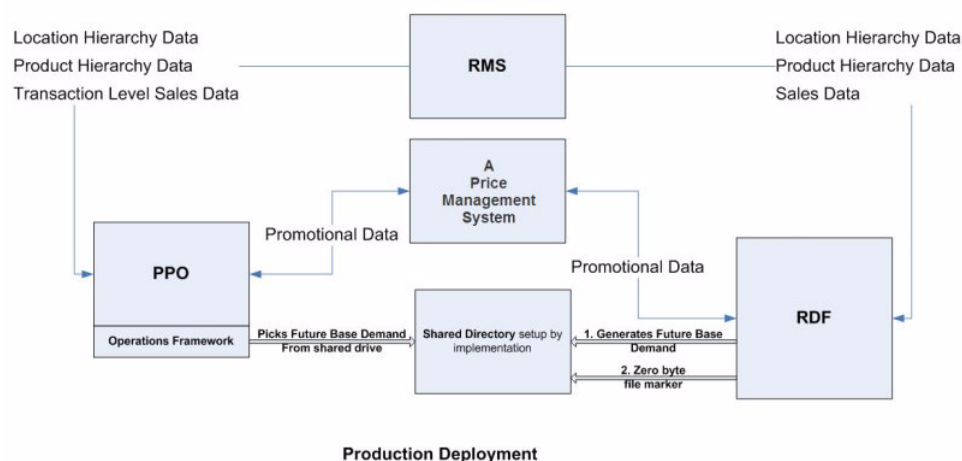 Location Hierarchy Data
Product Hierarchy Data
Transaction Level Sales Data
RMS
Location Hierarchy Data
Product Hierarchy Data
Sales Data
A
Price
Management
System
Promotional Data
Promotional Data
PPO
Operations Framework
Picks Future Base Demand
From shared drive
Shared Directory setup by
implementation
1. Generates Future Base
Demand
2. Zero byte
file marker
RDF
Production Deployment